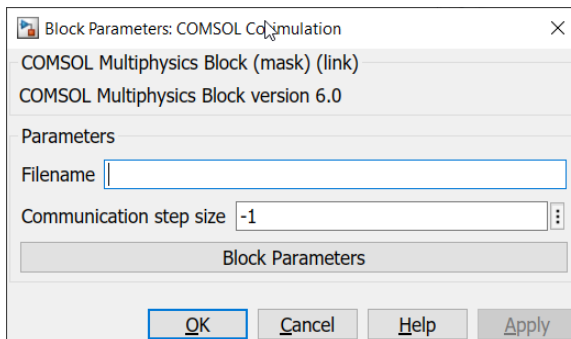 Block Parameters: COMSOL Cosimulation
COMSOL Multiphysics Block (mask) (link)
COMSOL Multiphysics Block version 6.0
Parameters
Filename
Communication step size -1
Block Parameters
OK Cancel Help Apply